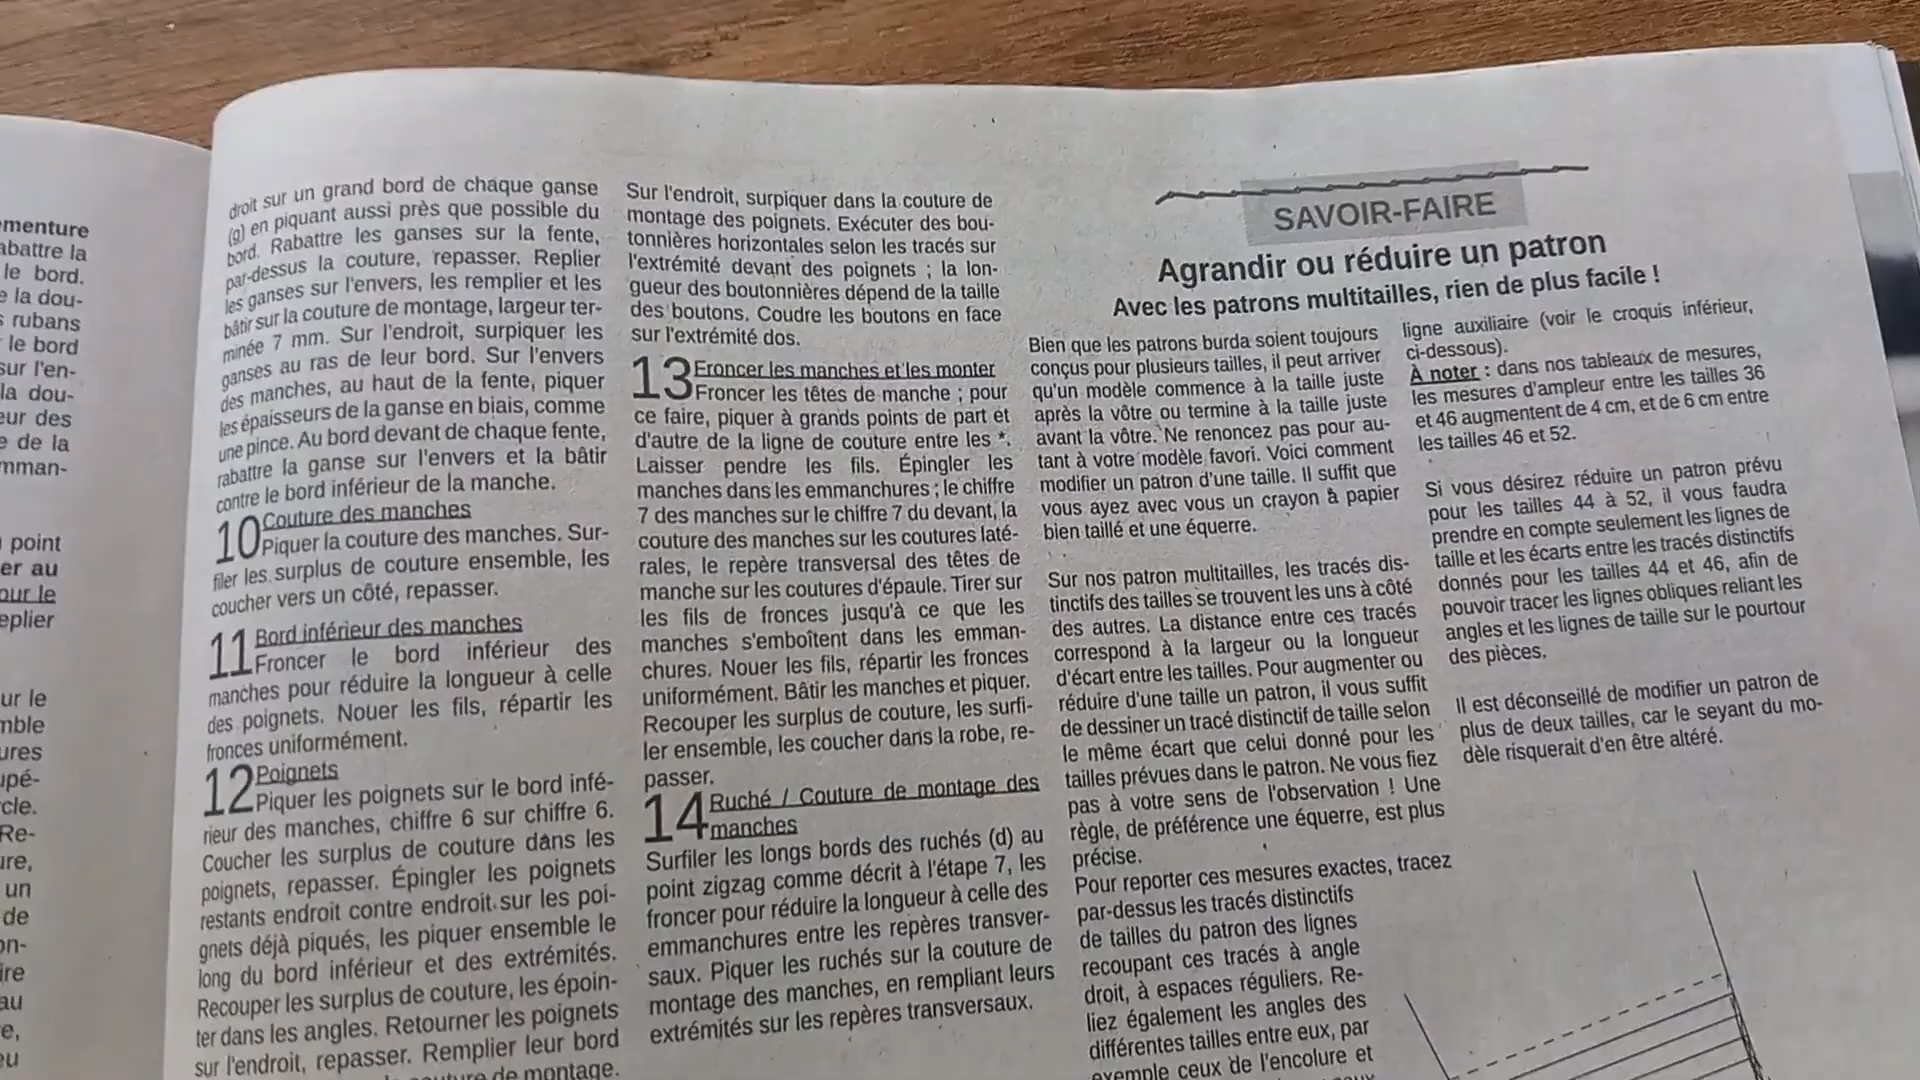 ementure
abattre la
le bord.
e la dou-
s rubans
le bord
sur l'en-
la dou-
eur des
e de la
mman-
point
er au
our le
eplier
ur le
mble
ures
upé-
cle.
Re-
ure,
un
de
on-
ire
au
e,
eu
droit sur un grand bord de chaque ganse
(g) en piquant aussi près que possible du
bord. Rabattre les ganses sur la fente,
par-dessus la couture, repasser. Replier
les ganses sur l'envers, les remplier et les
bâtir sur la couture de montage, largeur ter-
minée 7 mm. Sur l'endroit, surpiquer les
ganses au ras de leur bord. Sur l'envers
des manches, au haut de la fente, piquer
les épaisseurs de la ganse en biais, comme
une pince. Au bord devant de chaque fente,
rabattre la ganse sur l'envers et la bâtir
contre le bord inférieur de la manche.
10 Couture des manches
Piquer la couture des manches. Sur-
filer les surplus de couture ensemble, les
coucher vers un côté, repasser.
11 Bord inférieur des manches
Froncer le bord inférieur des
manches pour réduire la longueur à celle
des poignets. Nouer les fils, répartir les
fronces uniformément.
12 Poignets
Piquer les poignets sur le bord infé-
rieur des manches, chiffre 6 sur chiffre 6.
Coucher les surplus de couture dans les
poignets, repasser. Épingler les poignets
restants endroit contre endroit sur les poi-
gnets déjà piqués, les piquer ensemble le
long du bord inférieur et des extrémités.
Recouper les surplus de couture, les époin-
ter dans les angles. Retourner les poignets
sur l'endroit, repasser. Remplier leur bord
couture de montage.
Sur l'endroit, surpiquer dans la couture de
montage des poignets. Exécuter des bou-
tonnières horizontales selon les tracés sur
l'extrémité devant des poignets ; la lon-
gueur des boutonnières dépend de la taille
des boutons. Coudre les boutons en face
sur l'extrémité dos.
13 Froncer les manches et les monter
Froncer les têtes de manche ; pour
ce faire, piquer à grands points de part et
d'autre de la ligne de couture entre les *.
Laisser pendre les fils. Épingler les
manches dans les emmanchures ; le chiffre
7 des manches sur le chiffre 7 du devant, la
couture des manches sur les coutures laté-
rales, le repère transversal des têtes de
manche sur les coutures d'épaule. Tirer sur
les fils de fronces jusqu'à ce que les
manches s'emboîtent dans les emman-
chures. Nouer les fils, répartir les fronces
uniformément. Bâtir les manches et piquer.
Recouper les surplus de couture, les surfi-
ler ensemble, les coucher dans la robe, re-
passer.
14 Ruché / Couture de montage des
manches
Surfiler les longs bords des ruchés (d) au
point zigzag comme décrit à l'étape 7, les
froncer pour réduire la longueur à celle des
emmanchures entre les repères transver-
saux. Piquer les ruchés sur la couture de
montage des manches, en rempliant leurs
extrémités sur les repères transversaux.
SAVOIR-FAIRE
Agrandir ou réduire un patron
Avec les patrons multitailles, rien de plus facile !
Bien que les patrons burda soient toujours
conçus pour plusieurs tailles, il peut arriver
qu'un modèle commence à la taille juste
après la vôtre ou termine à la taille juste
avant la vôtre. Ne renoncez pas pour au-
tant à votre modèle favori. Voici comment
modifier un patron d'une taille. Il suffit que
vous ayez avec vous un crayon à papier
bien taillé et une équerre.
Sur nos patron multitailles, les tracés dis-
tinctifs des tailles se trouvent les uns à côté
des autres. La distance entre ces tracés
correspond à la largeur ou la longueur
d'écart entre les tailles. Pour augmenter ou
réduire d'une taille un patron, il vous suffit
de dessiner un tracé distinctif de taille selon
le même écart que celui donné pour les
tailles prévues dans le patron. Ne vous fiez
pas à votre sens de l'observation ! Une
règle, de préférence une équerre, est plus
précise.
Pour reporter ces mesures exactes, tracez
par-dessus les tracés distinctifs
de tailles du patron des lignes
recoupant ces tracés à angle
droit, à espaces réguliers. Re-
liez également les angles des
différentes tailles entre eux, par
exemple ceux de l'encolure et
ligne auxiliaire (voir le croquis inférieur,
ci-dessous).
À noter : dans nos tableaux de mesures,
les mesures d'ampleur entre les tailles 36
et 46 augmentent de 4 cm, et de 6 cm entre
les tailles 46 et 52.
Si vous désirez réduire un patron prévu
pour les tailles 44 à 52, il vous faudra
prendre en compte seulement les lignes de
taille et les écarts entre les tracés distinctifs
donnés pour les tailles 44 et 46, afin de
pouvoir tracer les lignes obliques reliant les
angles et les lignes de taille sur le pourtour
des pièces.
Il est déconseillé de modifier un patron de
plus de deux tailles, car le seyant du mo-
dèle risquerait d'en être altéré.